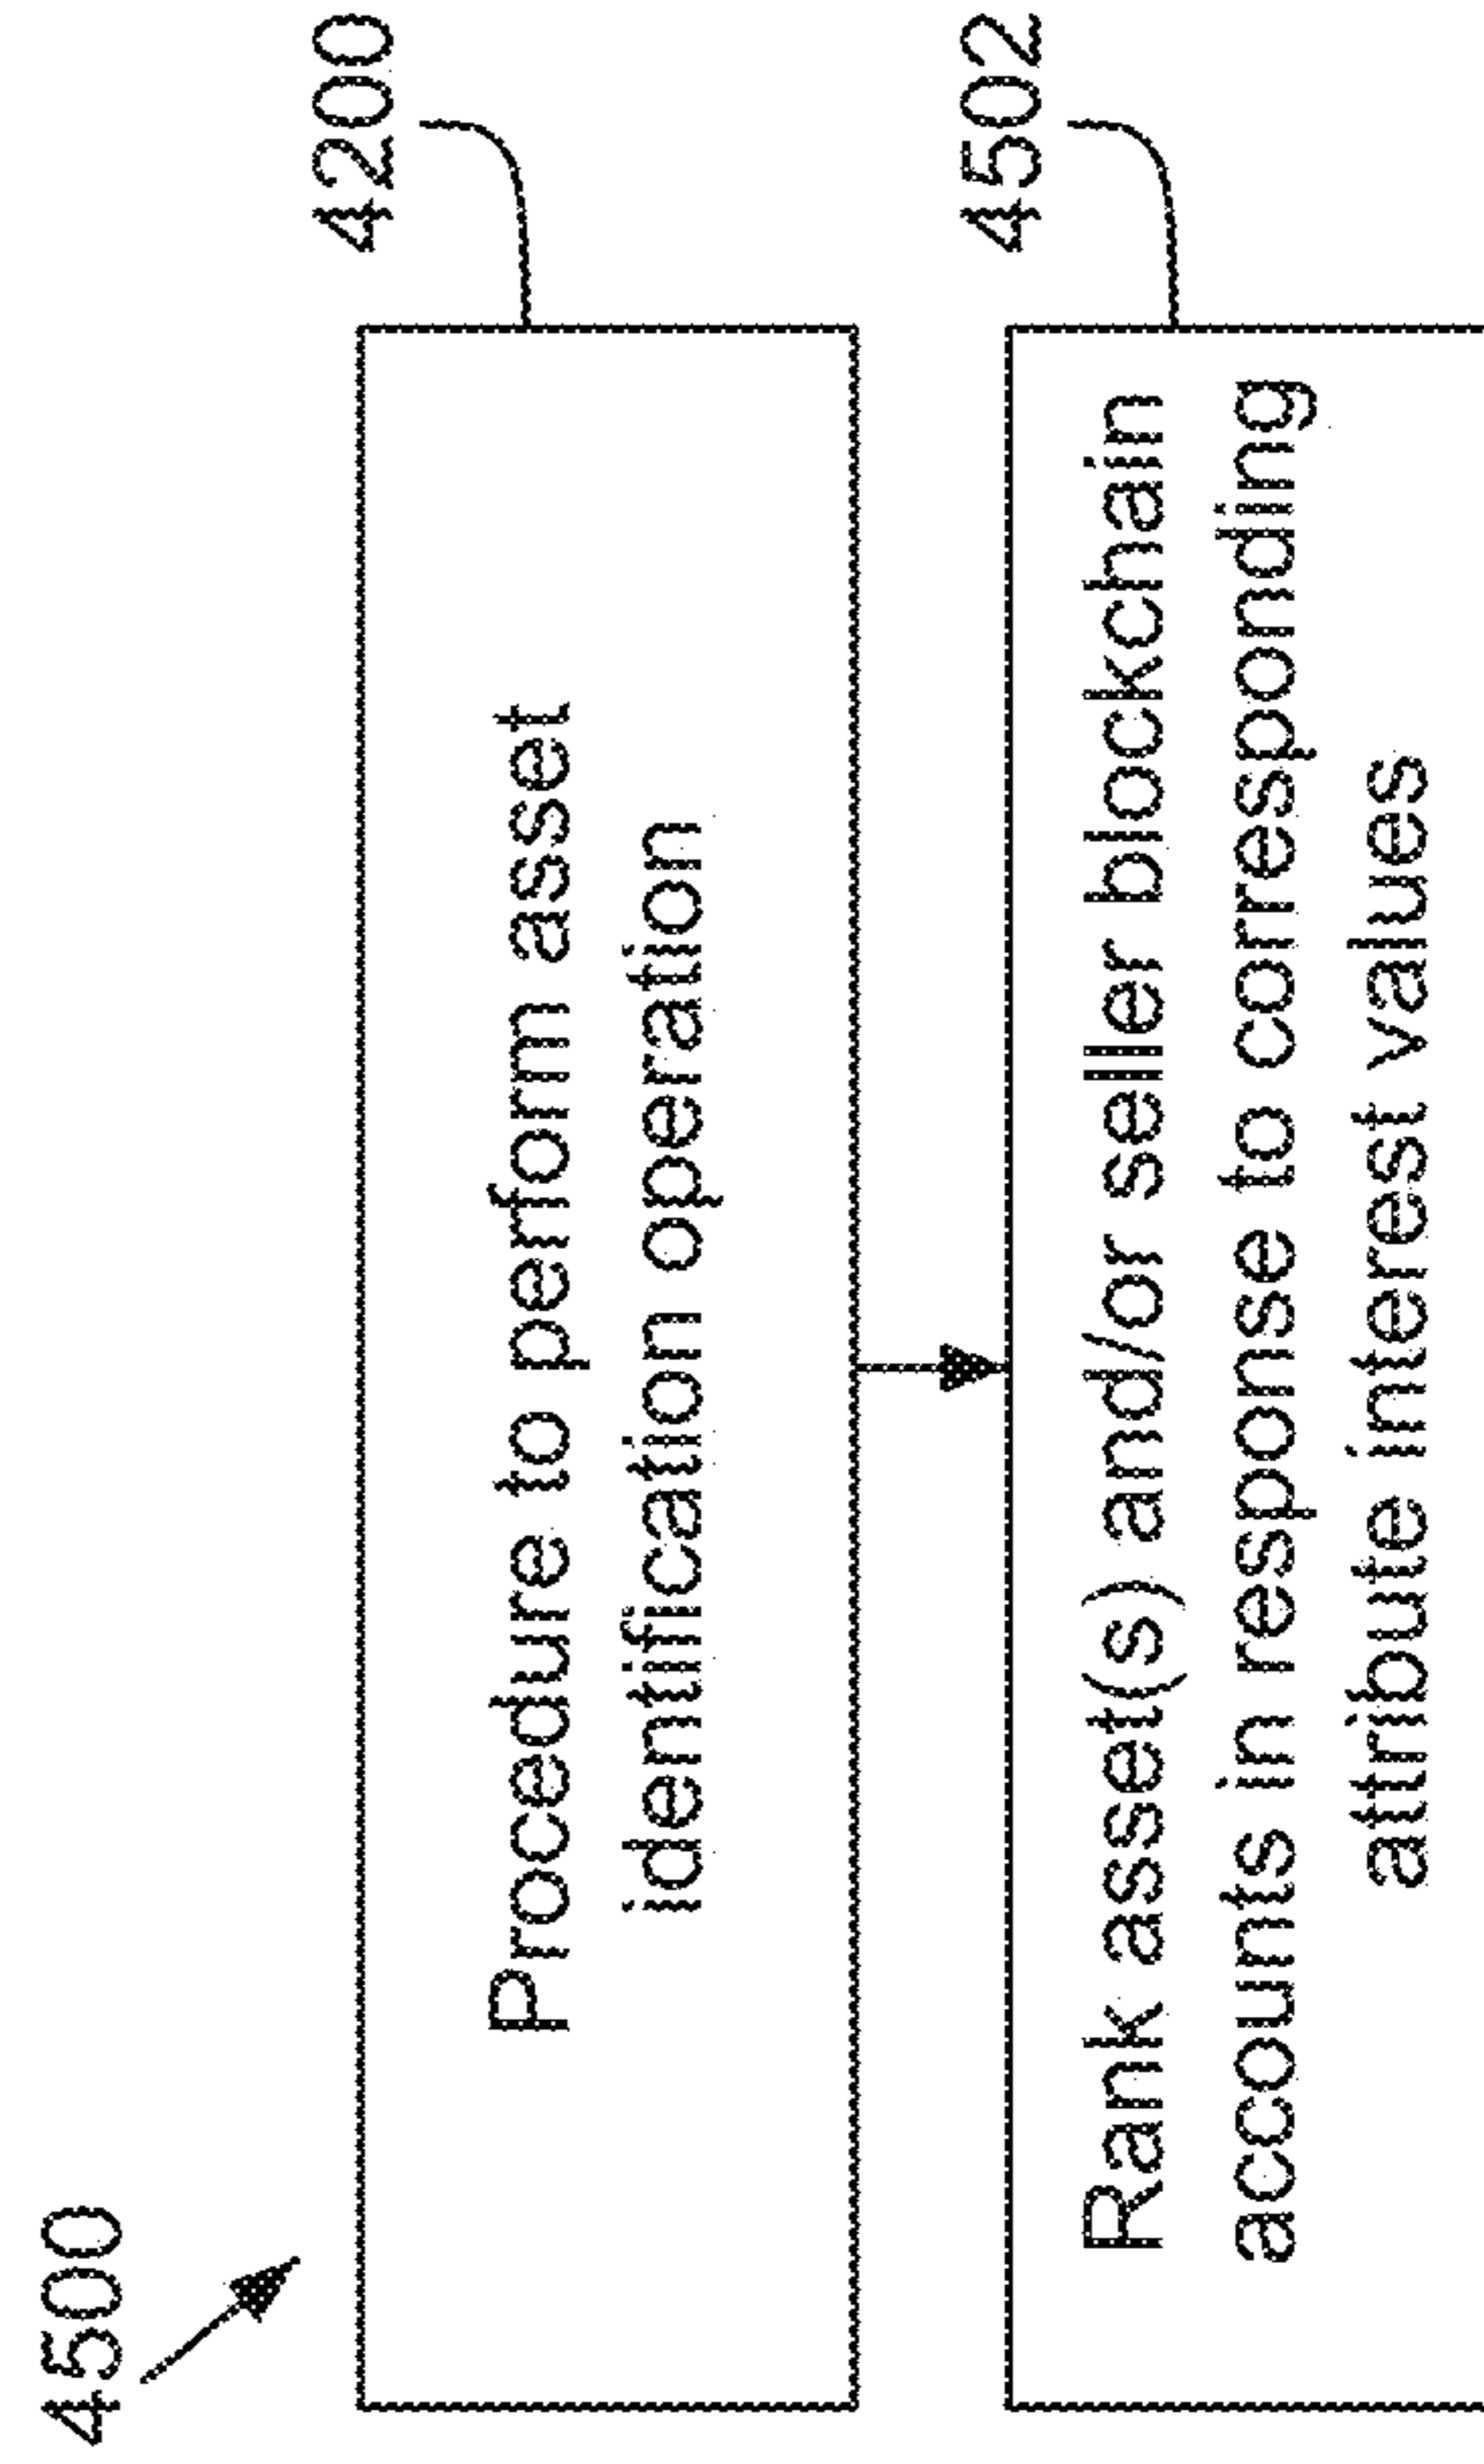 4500
4200
Procedure to perform asset
identification operation
4502
Rank asset(s) and/or seller blockchain
accounts in response to corresponding
attribute interest values